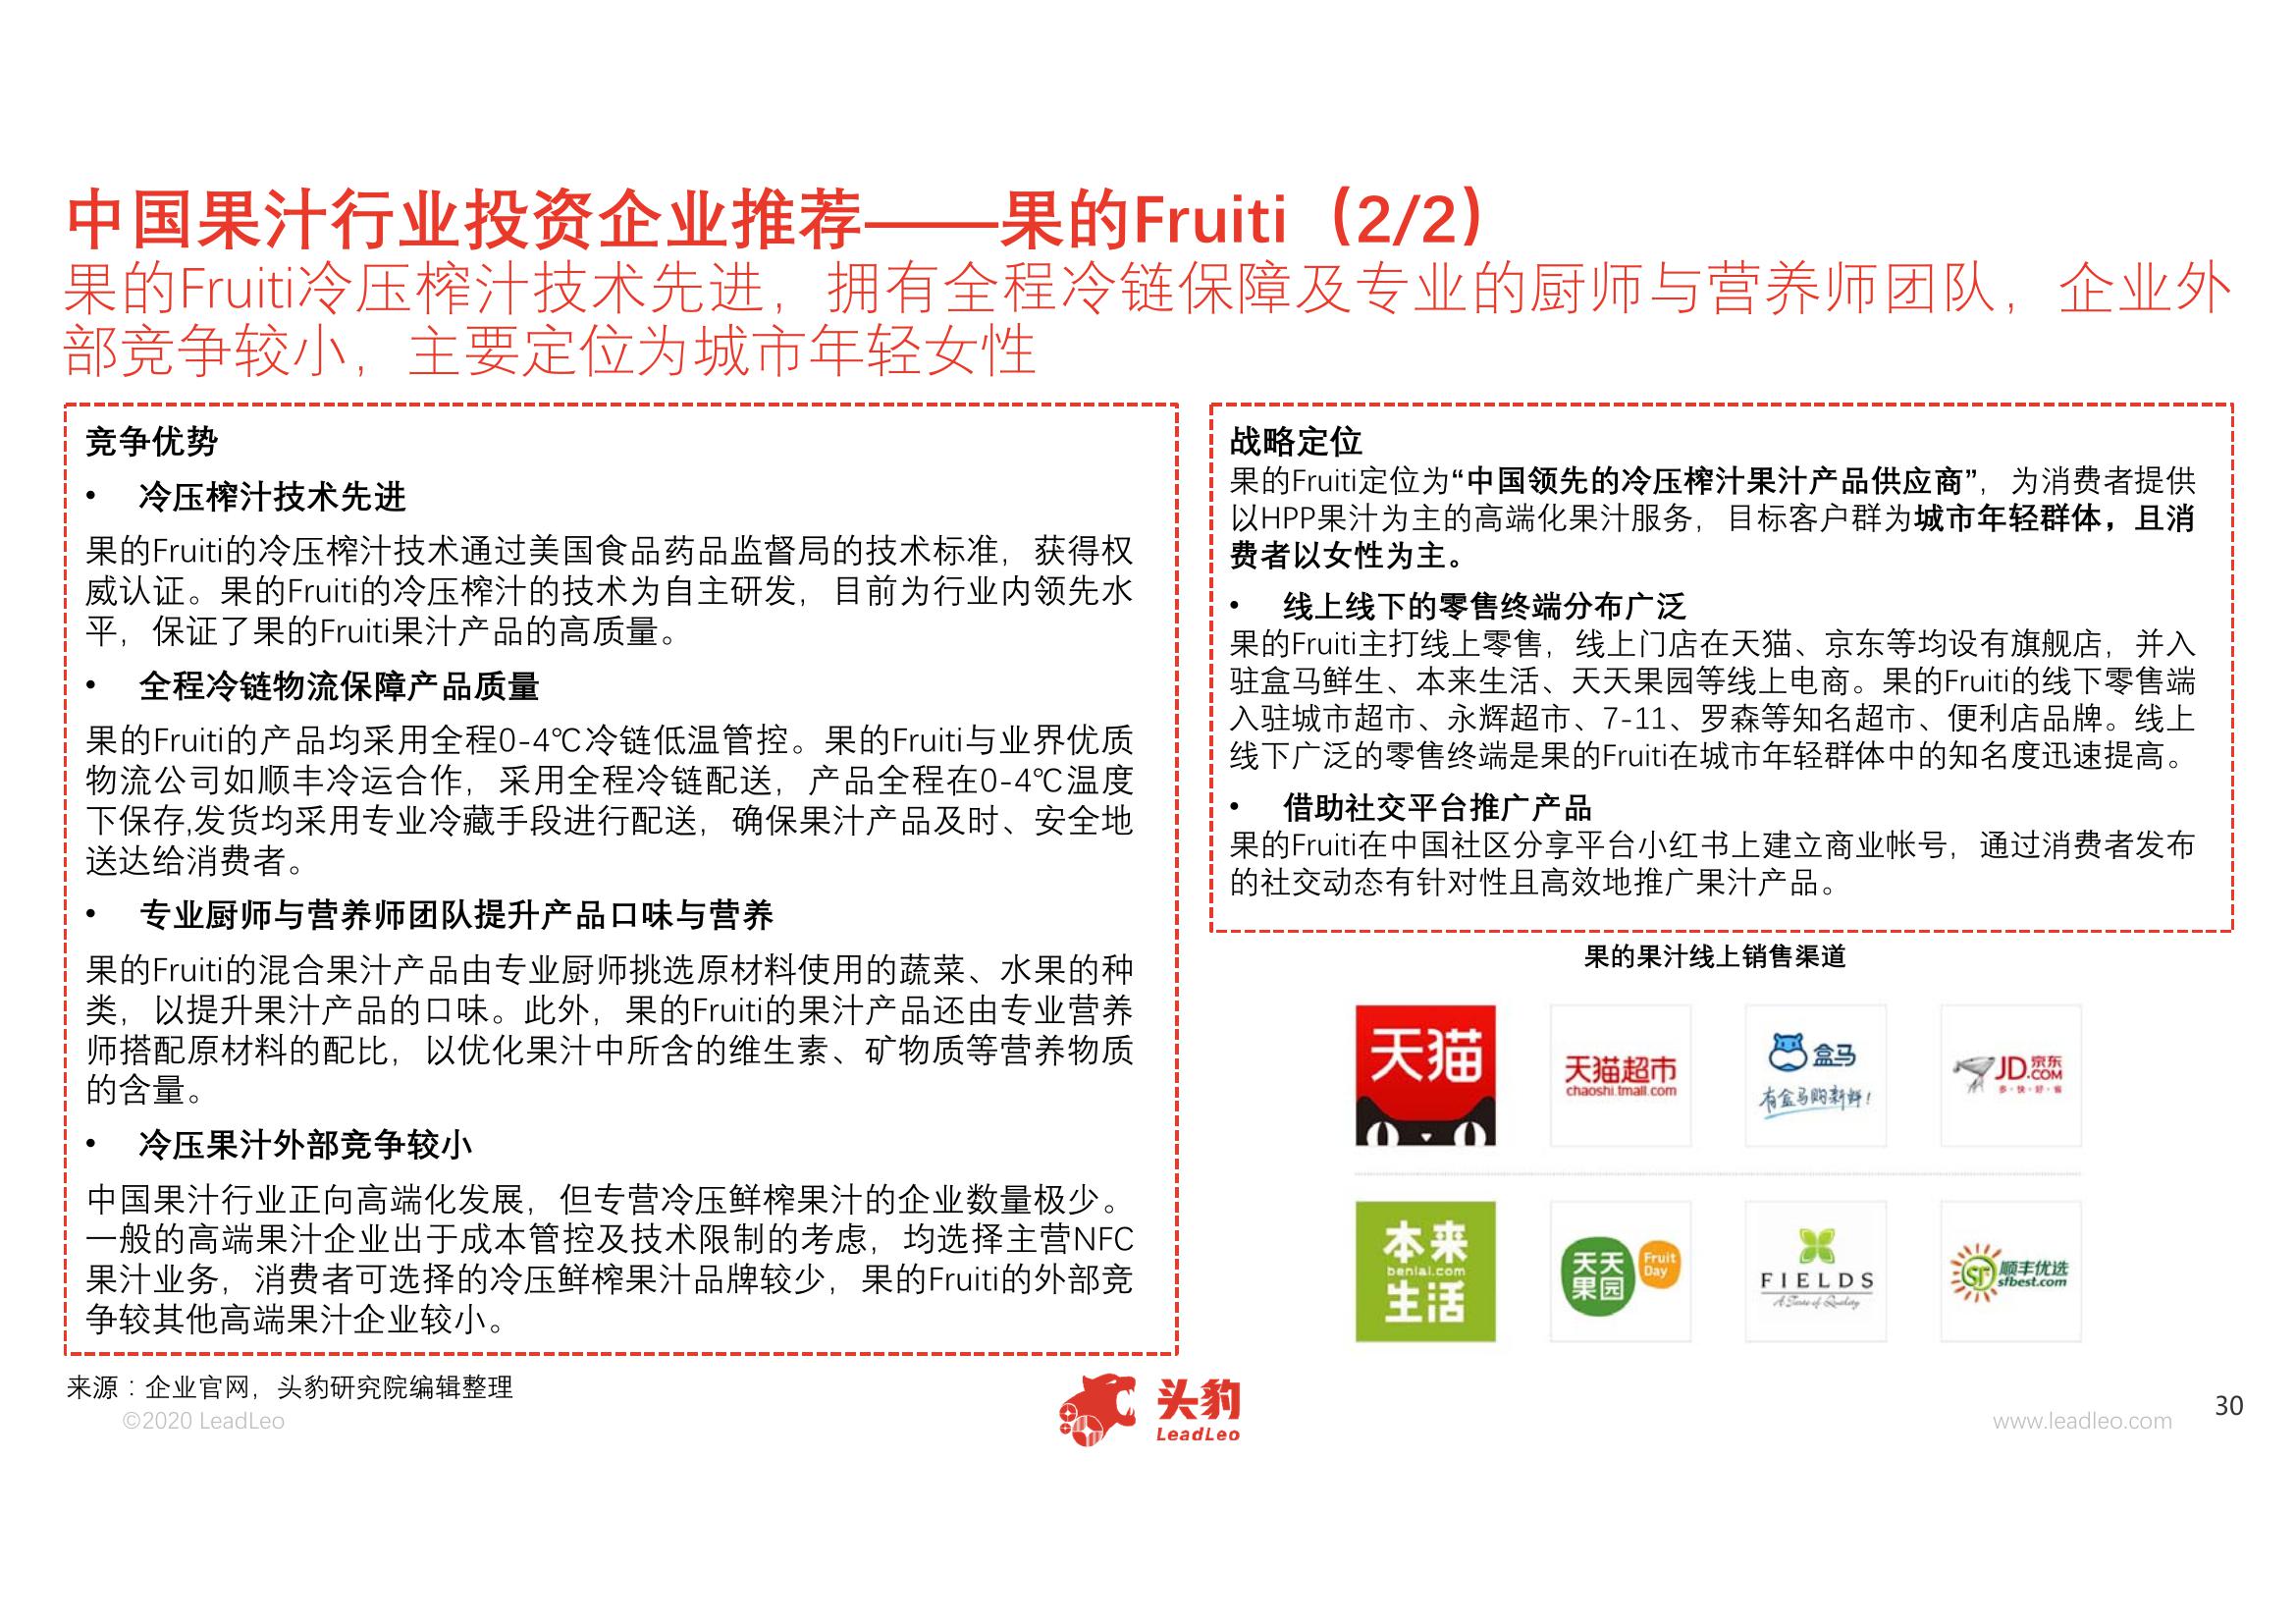 中国果汁行业投资企业推荐——果的Fruiti（2/2）
果的Fruiti冷压榨汁技术先进，拥有全程冷链保障及专业的厨师与营养师团队，企业外
部竞争较小，主要定位为城市年轻女性
竞争优势
• 冷压榨汁技术先进
果的Fruiti的冷压榨汁技术通过美国食品药品监督局的技术标准，获得权
威认证。果的Fruiti的冷压榨汁的技术为自主研发，目前为行业内领先水
平，保证了果的Fruiti果汁产品的高质量。
• 全程冷链物流保障产品质量
果的Fruiti的产品均采用全程0-4℃冷链低温管控。果的Fruiti与业界优质
物流公司如顺丰冷运合作，采用全程冷链配送，产品全程在0-4℃温度
下保存,发货均采用专业冷藏手段进行配送，确保果汁产品及时、安全地
送达给消费者。
• 专业厨师与营养师团队提升产品口味与营养
果的Fruiti的混合果汁产品由专业厨师挑选原材料使用的蔬菜、水果的种
类，以提升果汁产品的口味。此外，果的Fruiti的果汁产品还由专业营养
师搭配原材料的配比，以优化果汁中所含的维生素、矿物质等营养物质
的含量。
• 冷压果汁外部竞争较小
中国果汁行业正向高端化发展，但专营冷压鲜榨果汁的企业数量极少。
一般的高端果汁企业出于成本管控及技术限制的考虑，均选择主营NFC
果汁业务，消费者可选择的冷压鲜榨果汁品牌较少，果的Fruiti的外部竞
争较其他高端果汁企业较小。
战略定位
果的Fruiti定位为“中国领先的冷压榨汁果汁产品供应商”，为消费者提供
以HPP果汁为主的高端化果汁服务，目标客户群为城市年轻群体，且消
费者以女性为主。
• 线上线下的零售终端分布广泛
果的Fruiti主打线上零售，线上门店在天猫、京东等均设有旗舰店，并入
驻盒马鲜生、本来生活、天天果园等线上电商。果的Fruiti的线下零售端
入驻城市超市、永辉超市、7-11、罗森等知名超市、便利店品牌。线上
线下广泛的零售终端是果的Fruiti在城市年轻群体中的知名度迅速提高。
• 借助社交平台推广产品
果的Fruiti在中国社区分享平台小红书上建立商业帐号，通过消费者发布
的社交动态有针对性且高效地推广果汁产品。
果的果汁线上销售渠道
天猫
天猫超市
chaoshi.tmall.com
盒马
有盒马购新鲜!
JD.COM 京东
多·快·好·省
本来
benlai.com
生活
天天
果园
Fruit
Day
FIELDS
A Taste of Quality
顺丰优选
sfbest.com
来源：企业官网，头豹研究院编辑整理
©2020 LeadLeo
头豹
LeadLeo
www.leadleo.com
30